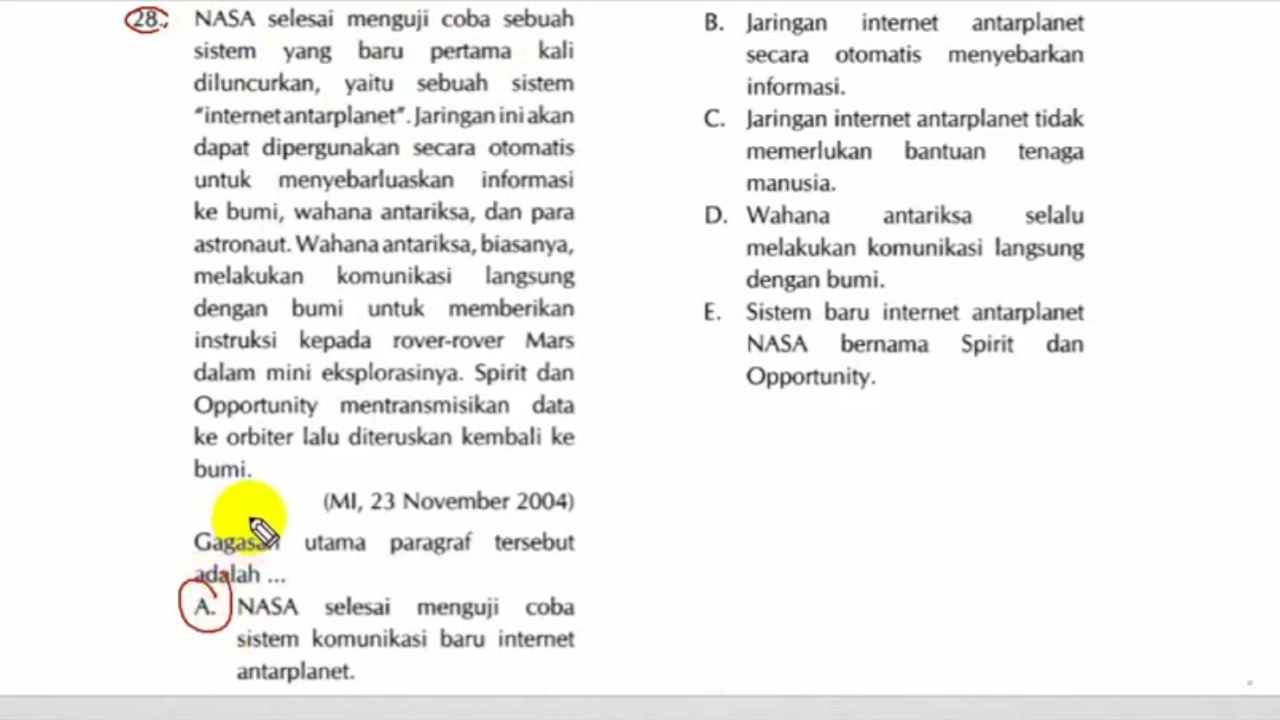 28. NASA selesai menguji coba sebuah
sistem yang baru pertama kali
diluncurkan, yaitu sebuah sistem
"internet antarplanet". Jaringan ini akan
dapat dipergunakan secara otomatis
untuk menyebarluaskan informasi
ke bumi, wahana antariksa, dan para
astronaut. Wahana antariksa, biasanya,
melakukan komunikasi langsung
dengan bumi untuk memberikan
instruksi kepada rover-rover Mars
dalam mini eksplorasinya. Spirit dan
Opportunity mentransmisikan data
ke orbiter lalu diteruskan kembali ke
bumi.
(MI, 23 November 2004)
Gagasan utama paragraf tersebut
adalah ...
A. NASA selesai menguji coba
sistem komunikasi baru internet
antarplanet.
B. Jaringan internet antarplanet
secara otomatis menyebarkan
informasi.
C. Jaringan internet antarplanet tidak
memerlukan bantuan tenaga
manusia.
D. Wahana antariksa selalu
melakukan komunikasi langsung
dengan bumi.
E. Sistem baru internet antarplanet
NASA bernama Spirit dan
Opportunity.